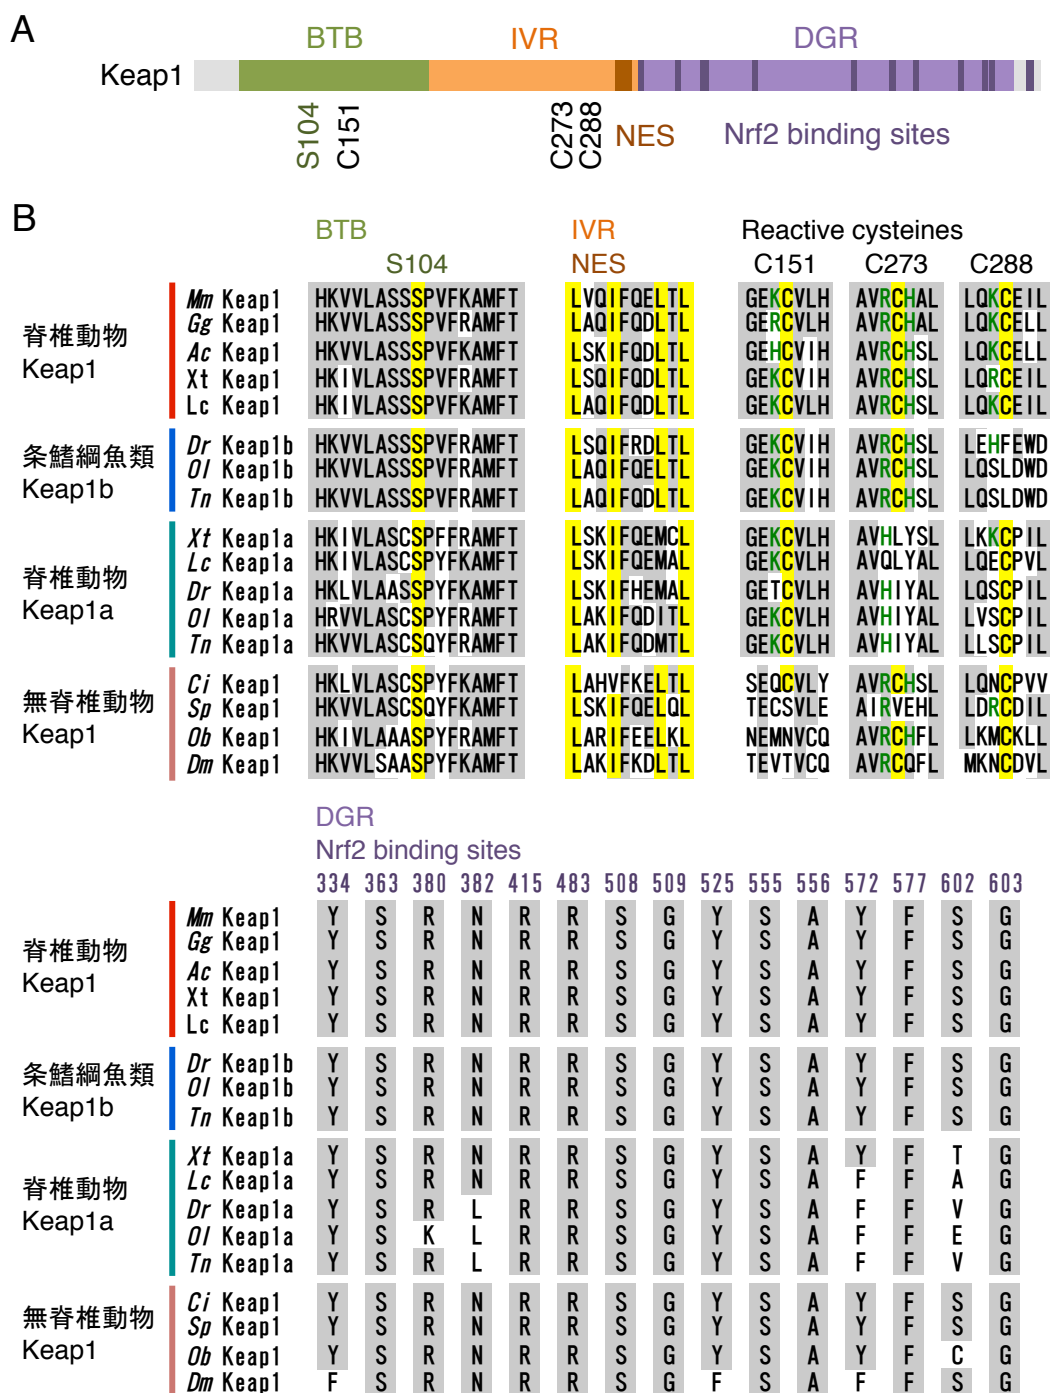 A
BTB IVR DGR
Keap1
S104 C151 C273 C288 NES Nrf2 binding sites
B
BTB IVR Reactive cysteines
S104 NES C151 C273 C288
脊椎動物
Keap1
Mm Keap1 HKVVLASSSPVFKAMFT LVQIFQELTL GEKCVLH AVRCHAL LQKCEIL
Gg Keap1 HKVVLASSSPVFRAMFT LAQIFQDLTL GERCVLH AVRCHAL LQKCELL
Ac Keap1 HKVVLASSSPVFKAMFT LSKIFQDLTL GEHCVIH AVRCHSL LQKCELL
Xt Keap1 HKIVLASSSPVFKAMFT LSQIFQDLTL GEKCVIH AVRCHSL LQRCEIL
Lc Keap1 HKVVLASSSPVFKAMFT LAQIFQDLTL GEKCVLH AVRCHSL LQKCEIL
条鰭綱魚類
Keap1b
Dr Keap1b HKVVLASSSPVFRAMFT LSQIFRDLTL GEKCVIH AVRCHSL LEHFEWD
Ol Keap1b HKVVLASSSPVFRAMFT LAQIFQELTL GEKCVIH AVRCHSL LQSLDWD
Tn Keap1b HKVVLASSSPVFRAMFT LAQIFQDLTL GEKCVIH AVRCHSL LQSLDWD
脊椎動物
Keap1a
Xt Keap1a HKIVLASCSPFFRAMFT LSKIFQEMCL GEKCVLH AVHLYSL LKKCPIL
Lc Keap1a HKVVLASCSPYFKAMFT LSKIFQEMAL GEKCVLH AVQLYAL LQECPVL
Dr Keap1a HKLVLAASSPYFRAMFT LSKIFHEMAL GETCVLH AVHIYAL LQSCPIL
Ol Keap1a HRVVLASCSPYFRAMFT LAKIFQDITL GEKCVLH AVHIYAL LVSCPIL
Tn Keap1a HKVVLASCSQYFRAMFT LAKIFQDMTL GEKCVLH AVHIYAL LLSCPIL
無脊椎動物
Keap1
Ci Keap1 HKLVLASCSPYFKAMFT LAHVFKELTL SEQCVLY AVRCHSL LQNCPVV
Sp Keap1 HKVVLASCSQYFKAMFT LSKIFQELQL TECSVLE AIRVEHL LDRCDIL
Ob Keap1 HKIVLAAASPYFRAMFT LARIFEELKL NEMNVCQ AVRCHFL LKMCKLL
Dm Keap1 HKVVLSAASPYFKAMFT LAKIFKDLTL TEVTVCQ AVRCQFL MKNCDVL
DGR
Nrf2 binding sites
334 363 380 382 415 483 508 509 525 555 556 572 577 602 603
脊椎動物
Keap1
Mm Keap1 Y S R N R R S G Y S A Y F S G
Gg Keap1 Y S R N R R S G Y S A Y F S G
Ac Keap1 Y S R N R R S G Y S A Y F S G
Xt Keap1 Y S R N R R S G Y S A Y F S G
Lc Keap1 Y S R N R R S G Y S A Y F S G
条鰭綱魚類
Keap1b
Dr Keap1b Y S R N R R S G Y S A Y F S G
Ol Keap1b Y S R N R R S G Y S A Y F S G
Tn Keap1b Y S R N R R S G Y S A Y F S G
脊椎動物
Keap1a
Xt Keap1a Y S R N R R S G Y S A Y F T G
Lc Keap1a Y S R N R R S G Y S A F F A G
Dr Keap1a Y S R L R R S G Y S A F F V G
Ol Keap1a Y S K L R R S G Y S A F F E G
Tn Keap1a Y S R L R R S G Y S A F F V G
無脊椎動物
Keap1
Ci Keap1 Y S R N R R S G Y S A Y F S G
Sp Keap1 Y S R N R R S G Y S A Y F S G
Ob Keap1 Y S R N R R S G Y S A Y F C G
Dm Keap1 F S R N R R S G F S A F F S G